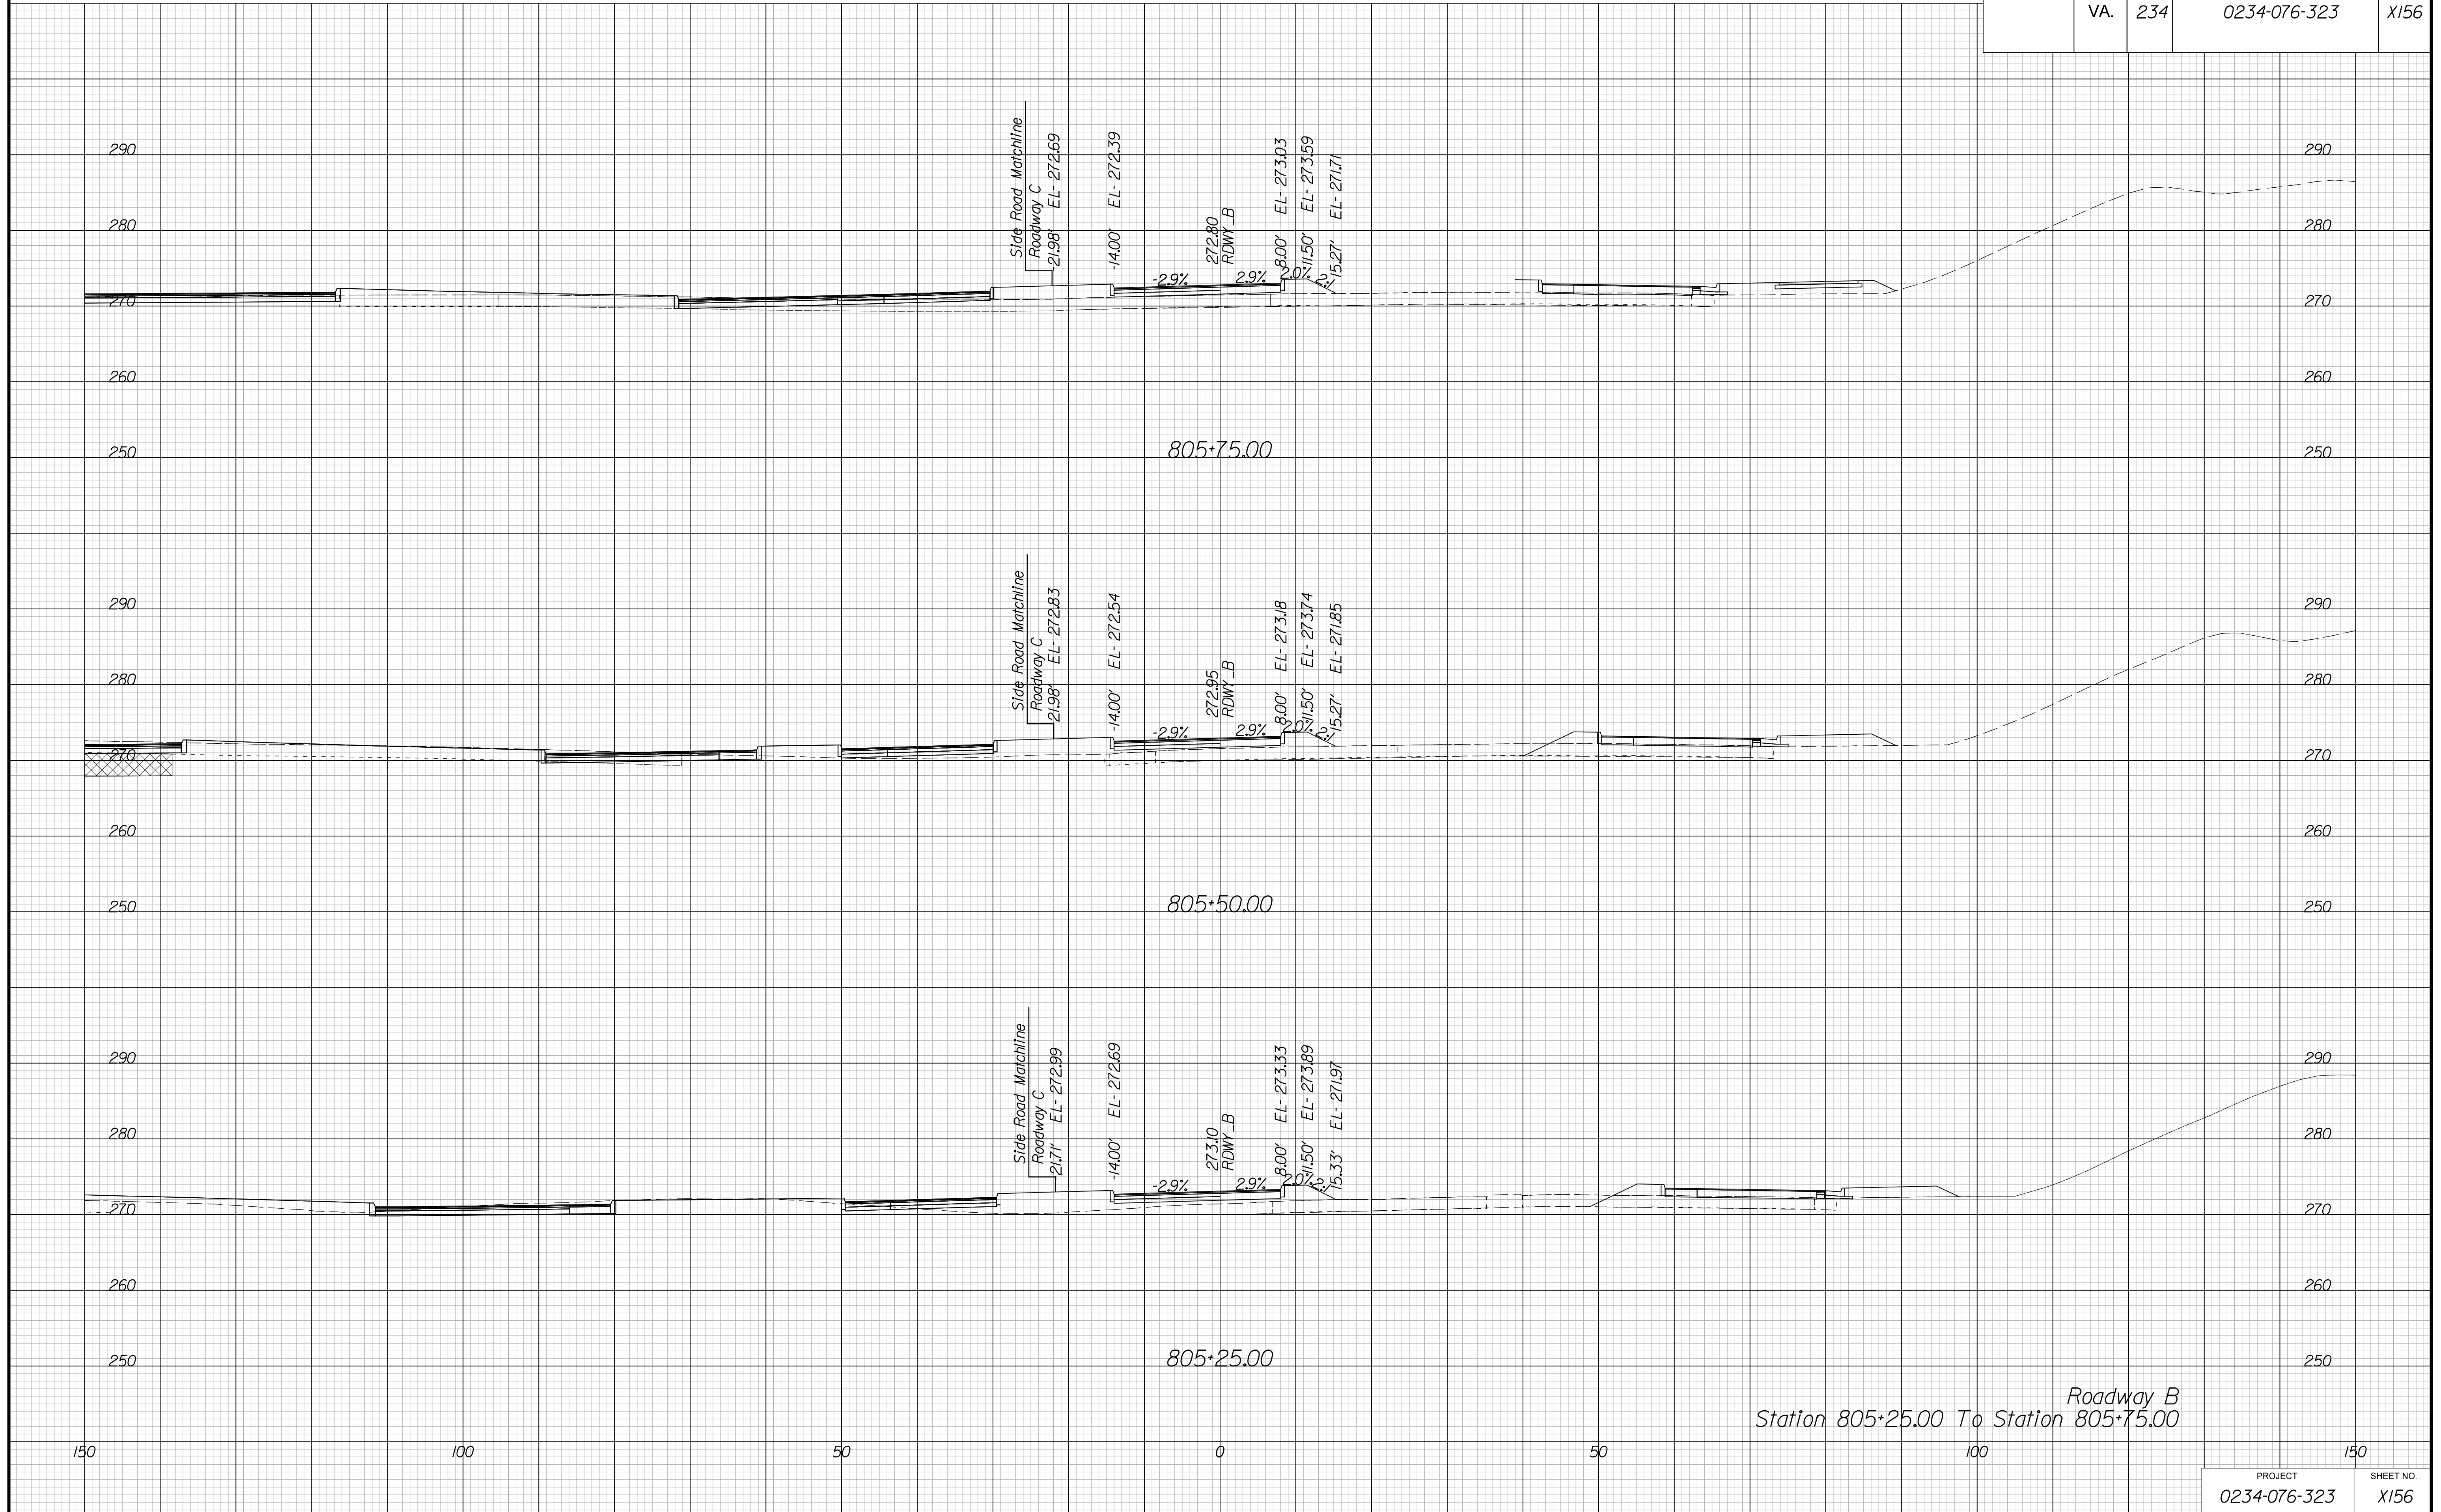 VA. 234 0234-076-323 X156
Side Road Matchline
Roadway C
-21.98' EL- 272.69
-14.00' EL- 272.39
272.80
RDWY_B
8.00' EL- 273.03
11.50' EL- 273.59
15.27' EL- 271.71
-2.9% 2.9% 2.0% 2:1
290 290
280 280
270 270
260 260
250 250
805+75.00
Side Road Matchline
Roadway C
-21.98' EL- 272.83
-14.00' EL- 272.54
272.95
RDWY_B
8.00' EL- 273.18
11.50' EL- 273.74
15.27' EL- 271.85
-2.9% 2.9% 2.0% 2:1
290 290
280 280
270 270
260 260
250 250
805+50.00
Side Road Matchline
Roadway C
-21.71' EL- 272.99
-14.00' EL- 272.69
273.10
RDWY_B
8.00' EL- 273.33
11.50' EL- 273.89
15.33' EL- 271.97
-2.9% 2.9% 2.0% 2:1
290 290
280 280
270 270
260 260
250 250
805+25.00
Roadway B
Station 805+25.00 To Station 805+75.00
150 100 50 0 50 100 150
PROJECT SHEET NO.
0234-076-323 X156